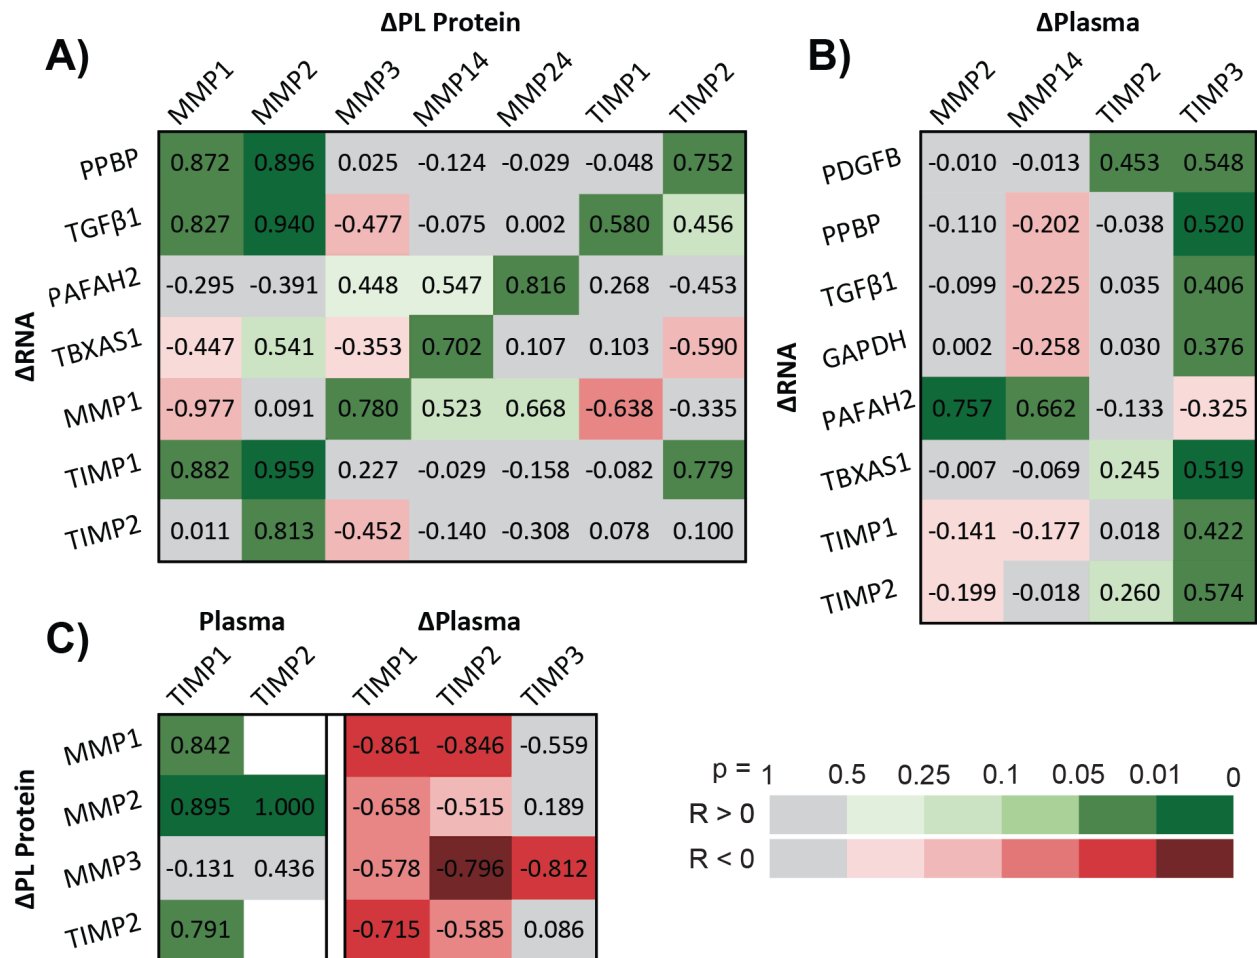 A)
ΔPL Protein
MMP1 MMP2 MMP3 MMP14 MMP24 TIMP1 TIMP2
ΔRNA
PPBP 0.872 0.896 0.025 -0.124 -0.029 -0.048 0.752
TGFβ1 0.827 0.940 -0.477 -0.075 0.002 0.580 0.456
PAFAH2 -0.295 -0.391 0.448 0.547 0.816 0.268 -0.453
TBXAS1 -0.447 0.541 -0.353 0.702 0.107 0.103 -0.590
MMP1 -0.977 0.091 0.780 0.523 0.668 -0.638 -0.335
TIMP1 0.882 0.959 0.227 -0.029 -0.158 -0.082 0.779
TIMP2 0.011 0.813 -0.452 -0.140 -0.308 0.078 0.100
B)
ΔPlasma
MMP2 MMP14 TIMP2 TIMP3
ΔRNA
PDGFB -0.010 -0.013 0.453 0.548
PPBP -0.110 -0.202 -0.038 0.520
TGFβ1 -0.099 -0.225 0.035 0.406
GAPDH 0.002 -0.258 0.030 0.376
PAFAH2 0.757 0.662 -0.133 -0.325
TBXAS1 -0.007 -0.069 0.245 0.519
TIMP1 -0.141 -0.177 0.018 0.422
TIMP2 -0.199 -0.018 0.260 0.574
C)
Plasma ΔPlasma
TIMP1 TIMP2 TIMP1 TIMP2 TIMP3
ΔPL Protein
MMP1 0.842 -0.861 -0.846 -0.559
MMP2 0.895 1.000 -0.658 -0.515 0.189
MMP3 -0.131 0.436 -0.578 -0.796 -0.812
TIMP2 0.791 -0.715 -0.585 0.086
p = 1 0.5 0.25 0.1 0.05 0.01 0
R > 0
R < 0